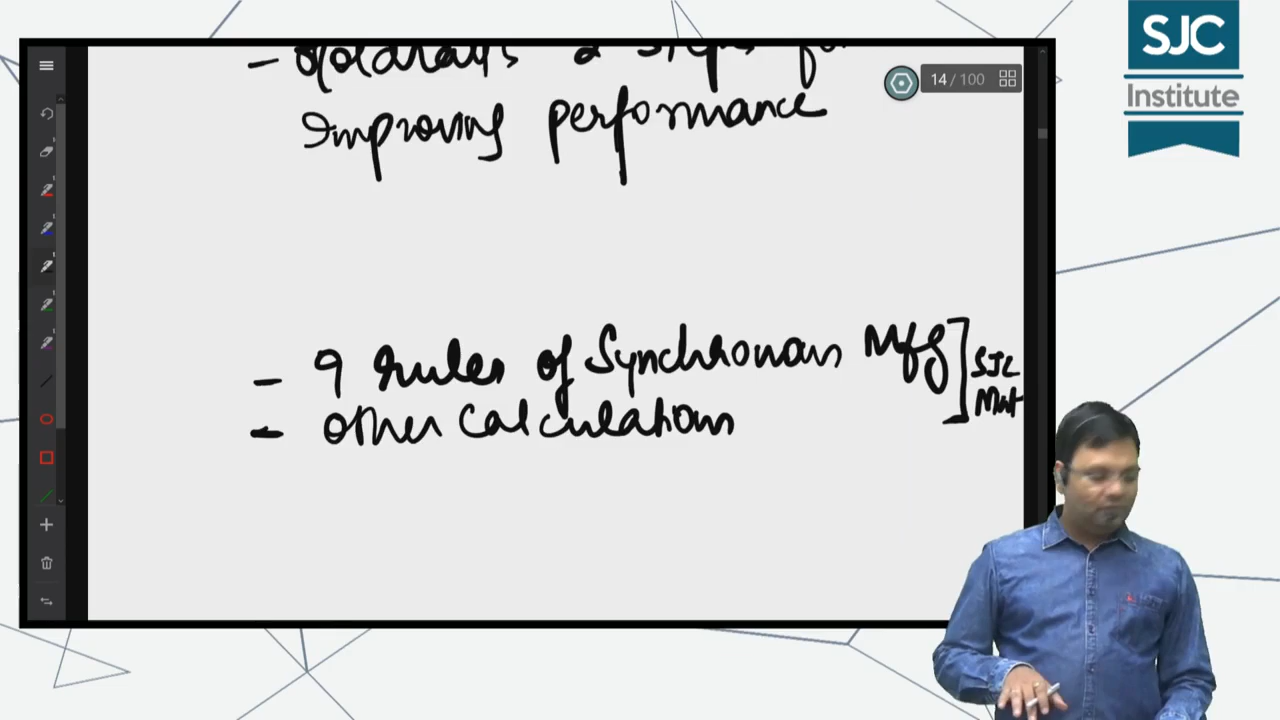 improving performance
14 / 100
- 9 rules of Synchronous Mfg
SJC
Mat
- other calculations
SJC
Institute